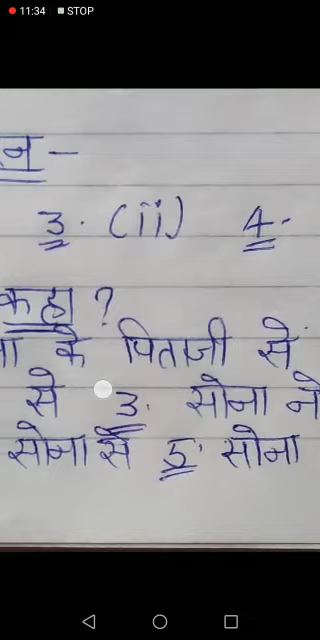 11:34 STOP
न -
3. (ii) 4.
कहा ?
ा के पिताजी से
से 3. सोना ने
सोना से 5. सोना